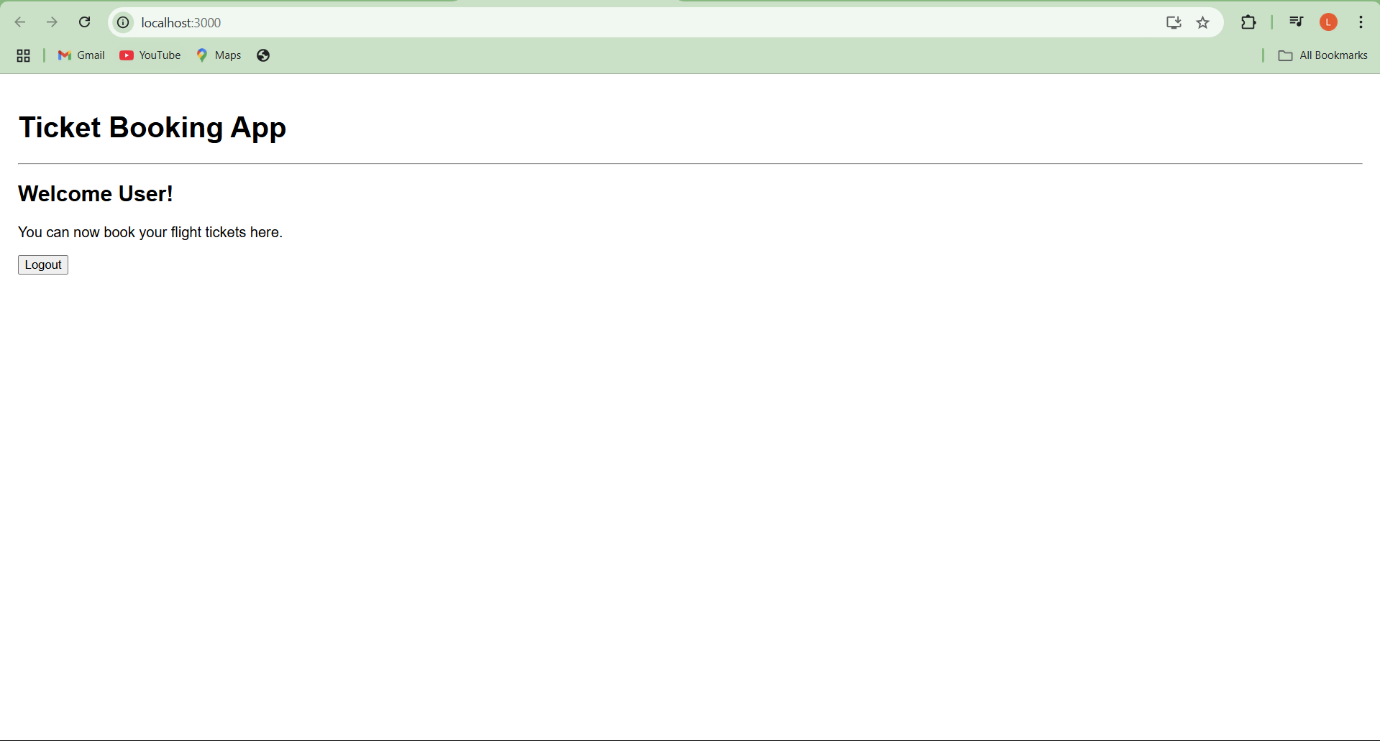 localhost:3000
L
Gmail YouTube Maps All Bookmarks
Ticket Booking App
Welcome User!
You can now book your flight tickets here.
Logout